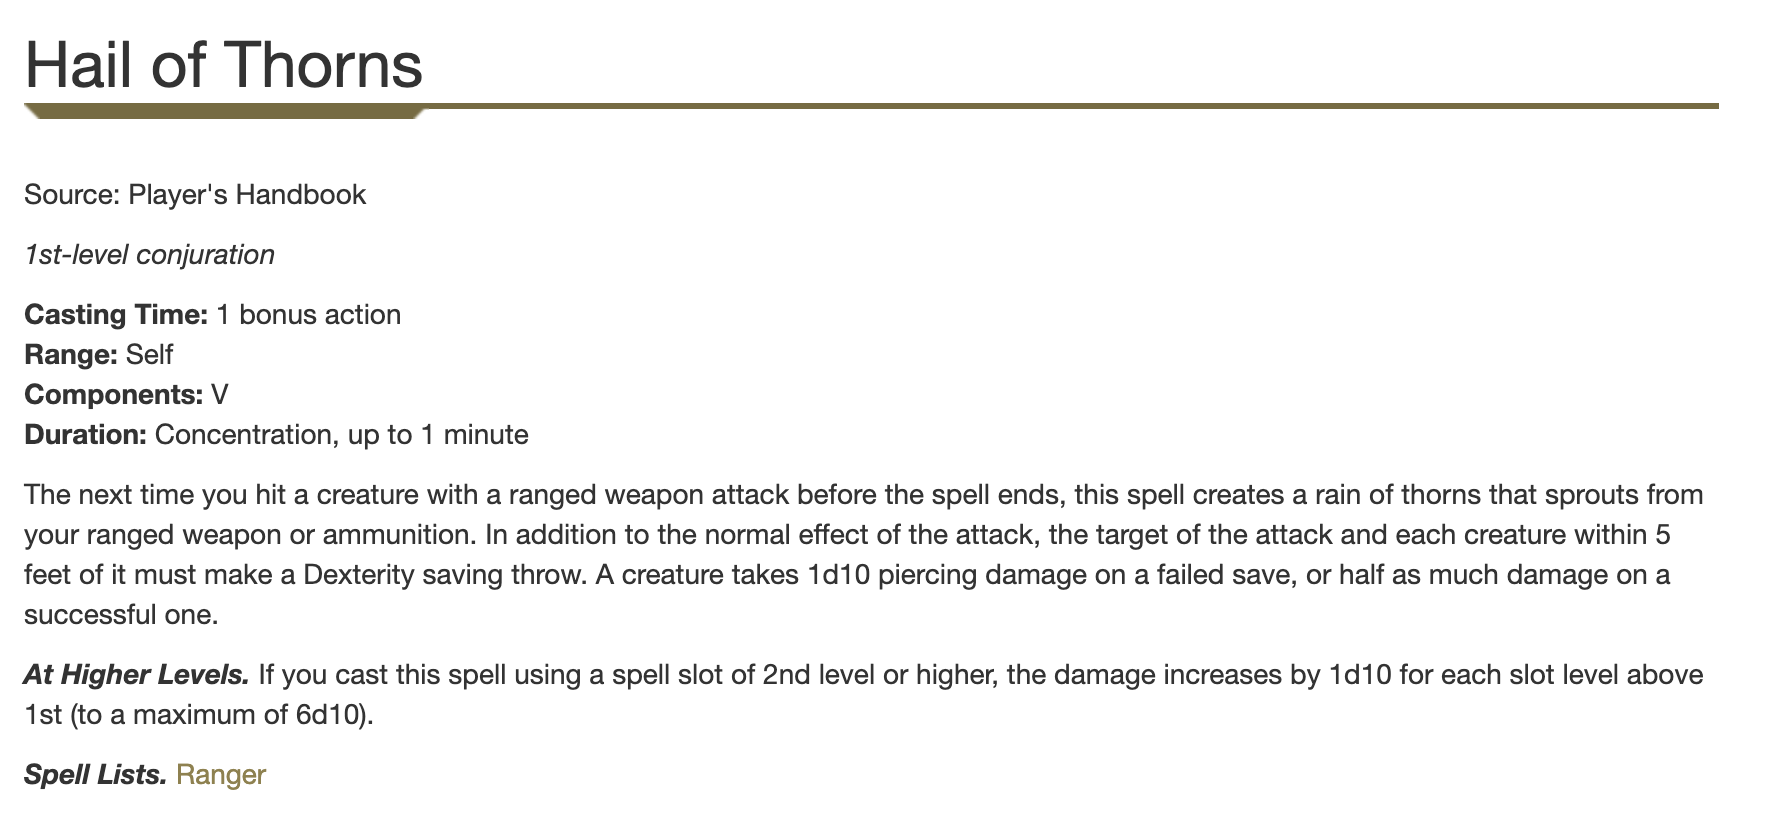 Hail of Thorns
Source: Player's Handbook
1st-level conjuration
Casting Time: 1 bonus action
Range: Self
Components: V
Duration: Concentration, up to 1 minute
The next time you hit a creature with a ranged weapon attack before the spell ends, this spell creates a rain of thorns that sprouts from
your ranged weapon or ammunition. In addition to the normal effect of the attack, the target of the attack and each creature within 5
feet of it must make a Dexterity saving throw. A creature takes 1d10 piercing damage on a failed save, or half as much damage on a
successful one.
At Higher Levels. If you cast this spell using a spell slot of 2nd level or higher, the damage increases by 1d10 for each slot level above
1st (to a maximum of 6d10).
Spell Lists. Ranger